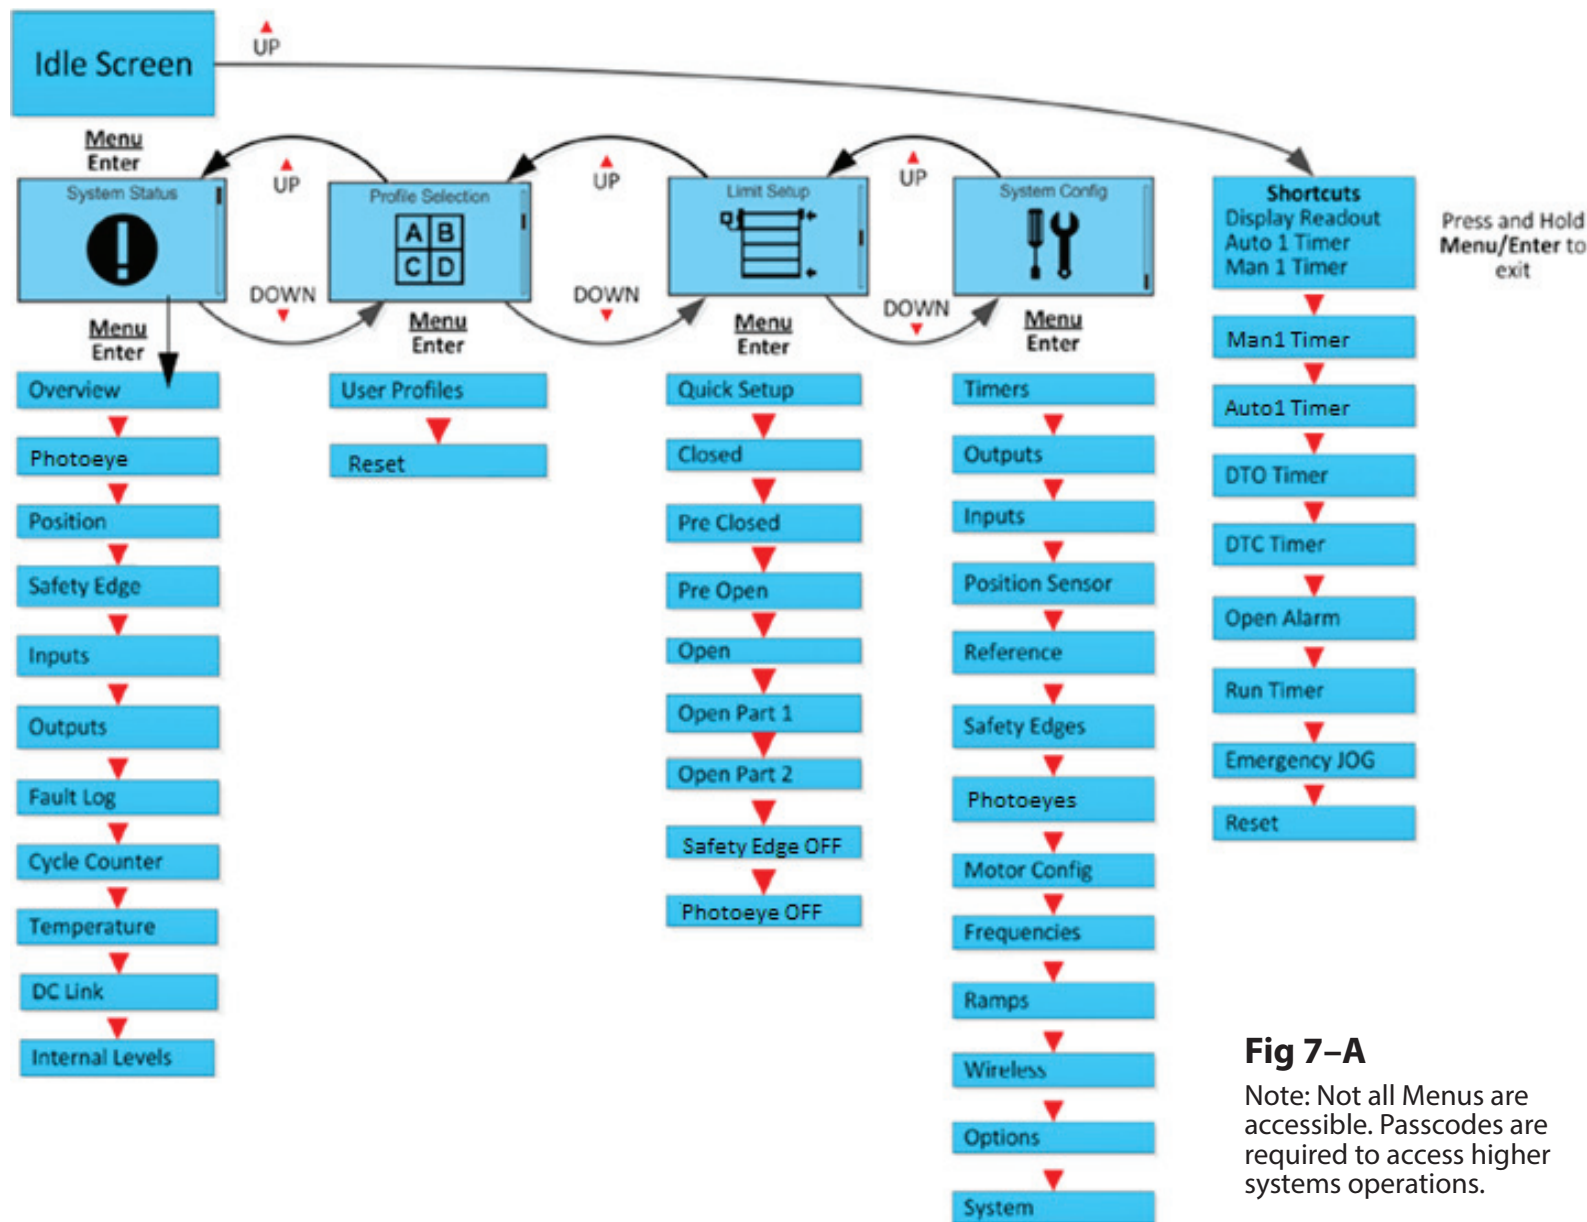 Idle Screen
UP
Menu
Enter
System Status
UP
DOWN
Profile Selection
A B
C D
UP
DOWN
Limit Setup
UP
DOWN
System Config
Shortcuts
Display Readout
Auto 1 Timer
Man 1 Timer
Press and Hold
Menu/Enter to
exit
Menu
Enter
Overview
Photoeye
Position
Safety Edge
Inputs
Outputs
Fault Log
Cycle Counter
Temperature
DC Link
Internal Levels
Menu
Enter
User Profiles
Reset
Menu
Enter
Quick Setup
Closed
Pre Closed
Pre Open
Open
Open Part 1
Open Part 2
Safety Edge OFF
Photoeye OFF
Menu
Enter
Timers
Outputs
Inputs
Position Sensor
Reference
Safety Edges
Photoeyes
Motor Config
Frequencies
Ramps
Wireless
Options
System
Man1 Timer
Auto1 Timer
DTO Timer
DTC Timer
Open Alarm
Run Timer
Emergency JOG
Reset
Fig 7–A
Note: Not all Menus are
accessible. Passcodes are
required to access higher
systems operations.